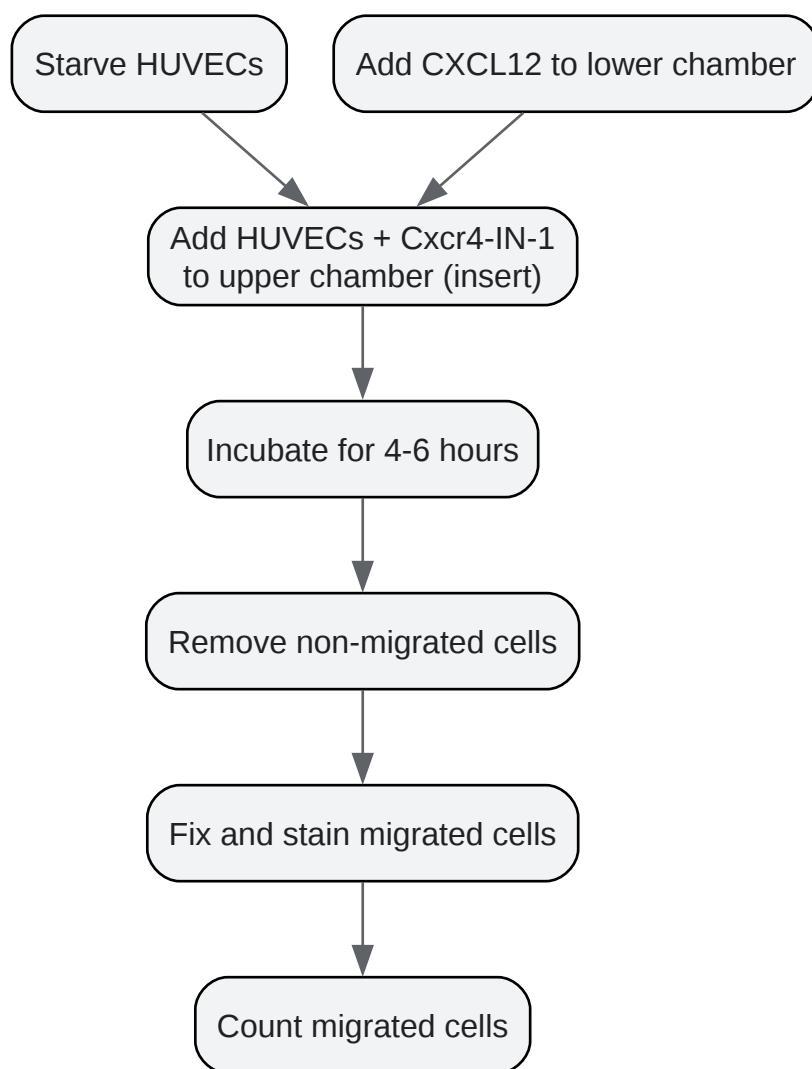 Starve HUVECs
Add CXCL12 to lower chamber
Add HUVECs + Cxcr4-IN-1
to upper chamber (insert)
Incubate for 4-6 hours
Remove non-migrated cells
Fix and stain migrated cells
Count migrated cells